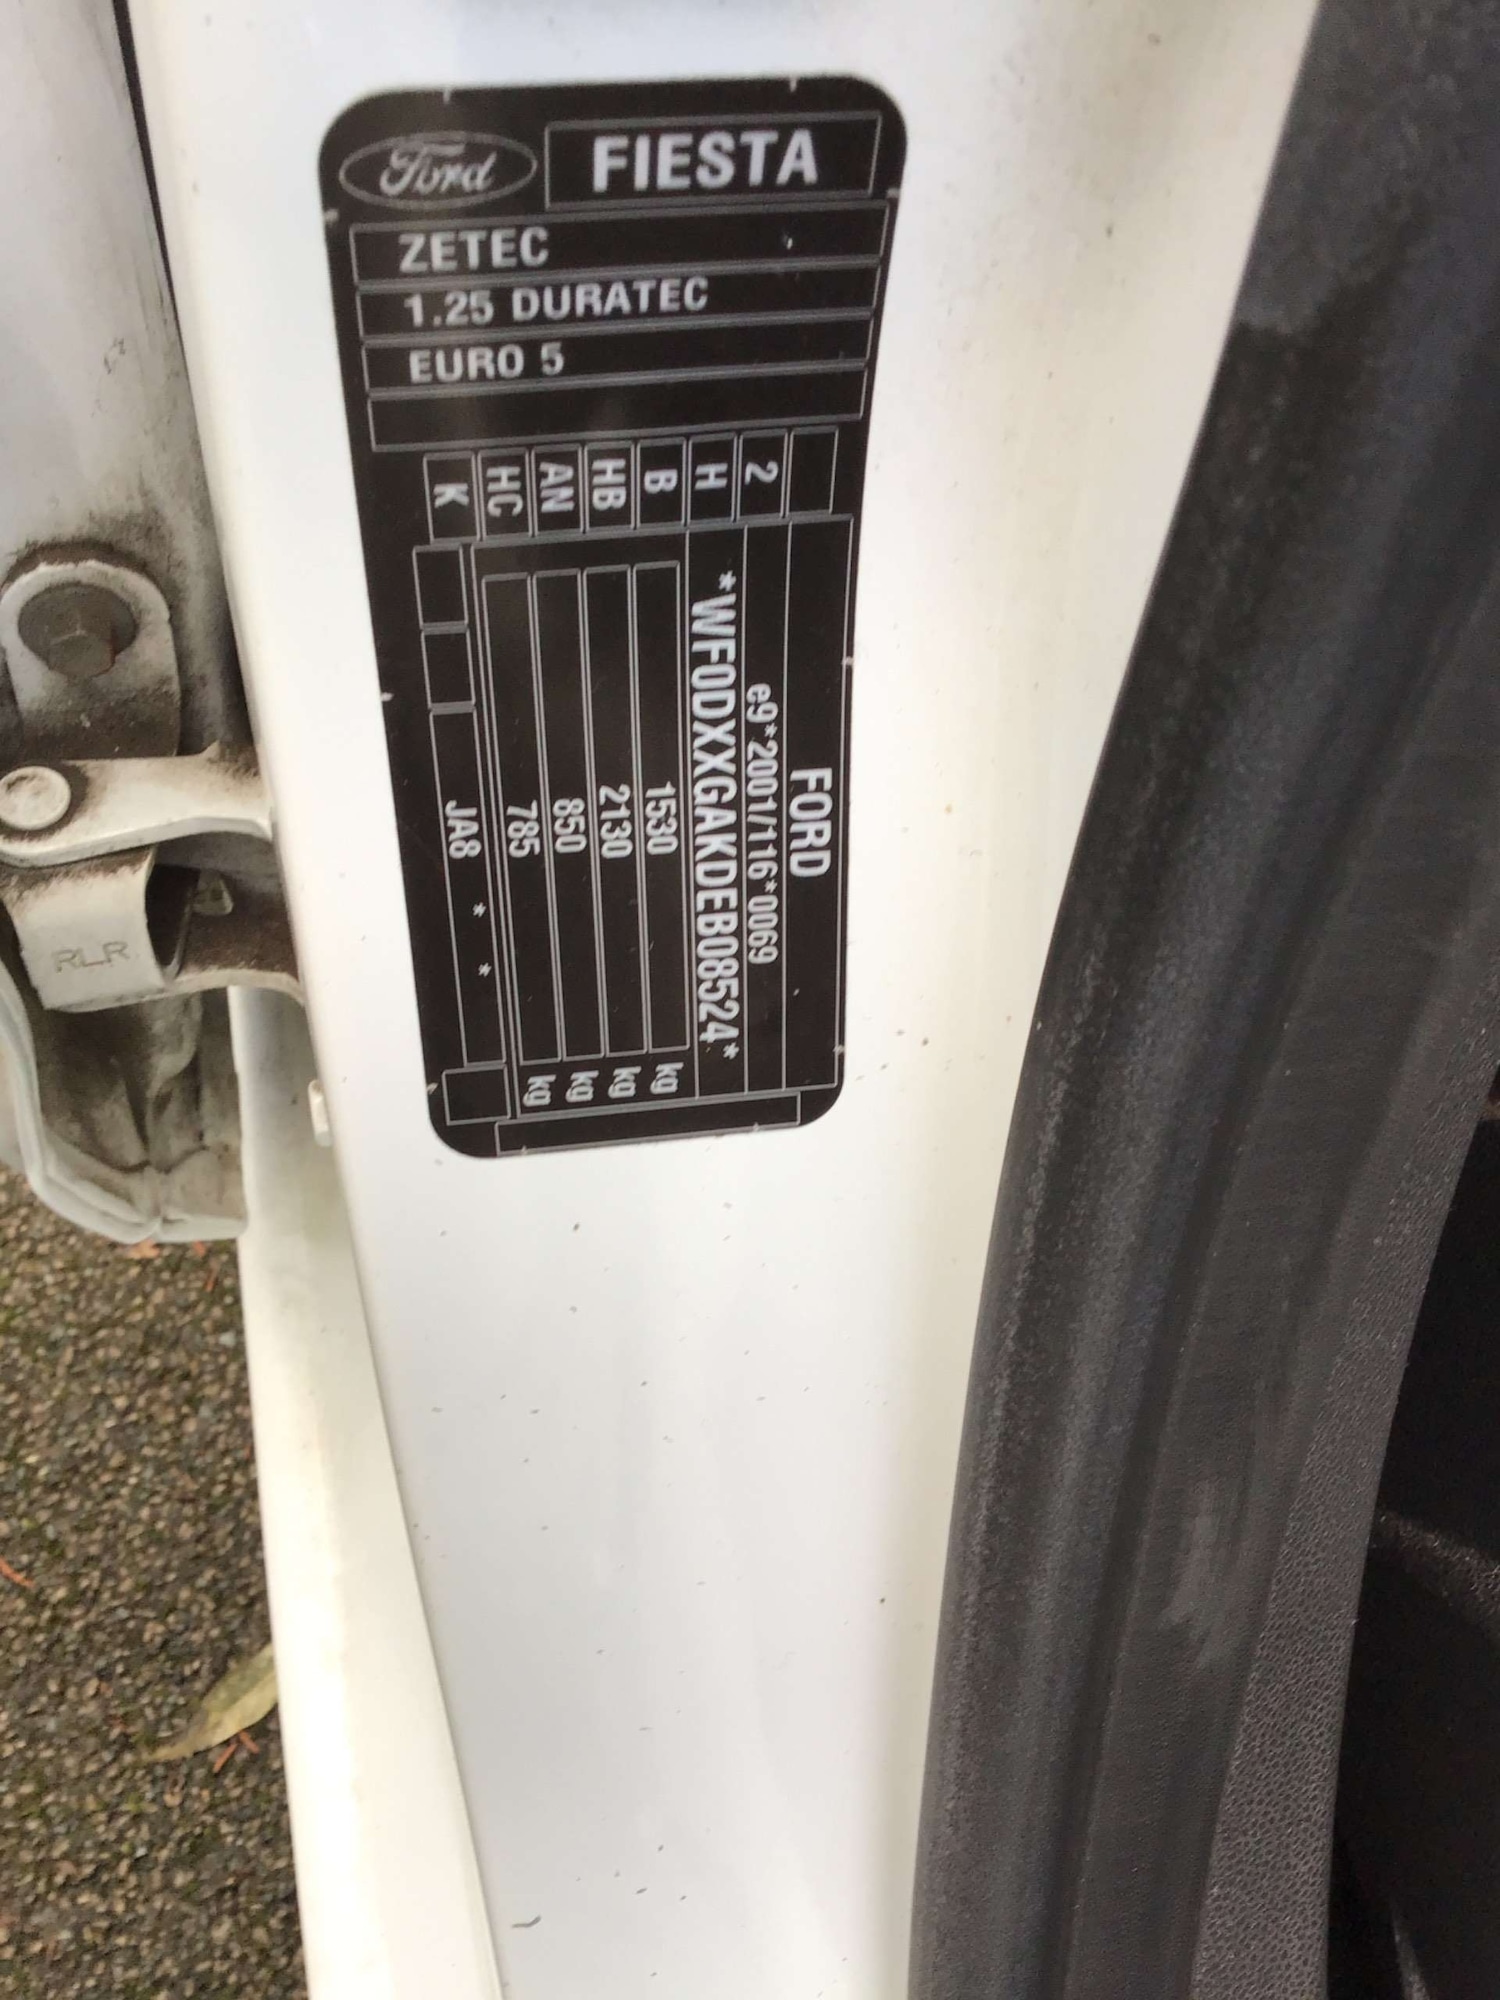 Ford FIESTA
ZETEC
1.25 DURATEC
EURO 5
FORD
2 e9*2001/116*0069
H *WF0DXXGAKDEB08524*
B 1530 kg
HB 2130 kg
AN 850 kg
HC 785 kg
K JA8 * *
RLR